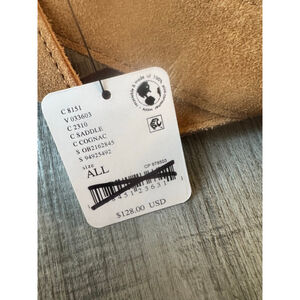 C 8151
V 033603
C 2310
C SADDLE
C COGNAC
S OB2162845
S 94925492
size:
ALL
$128.00 USD